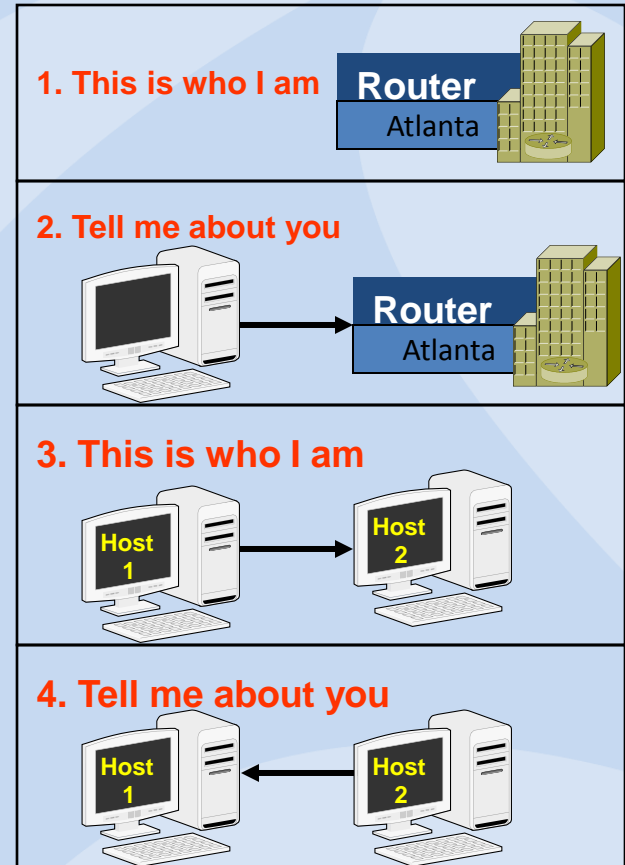 1. This is who I am
Router
Atlanta
2. Tell me about you
Router
Atlanta
3. This is who I am
Host
1
Host
2
4. Tell me about you
Host
1
Host
2